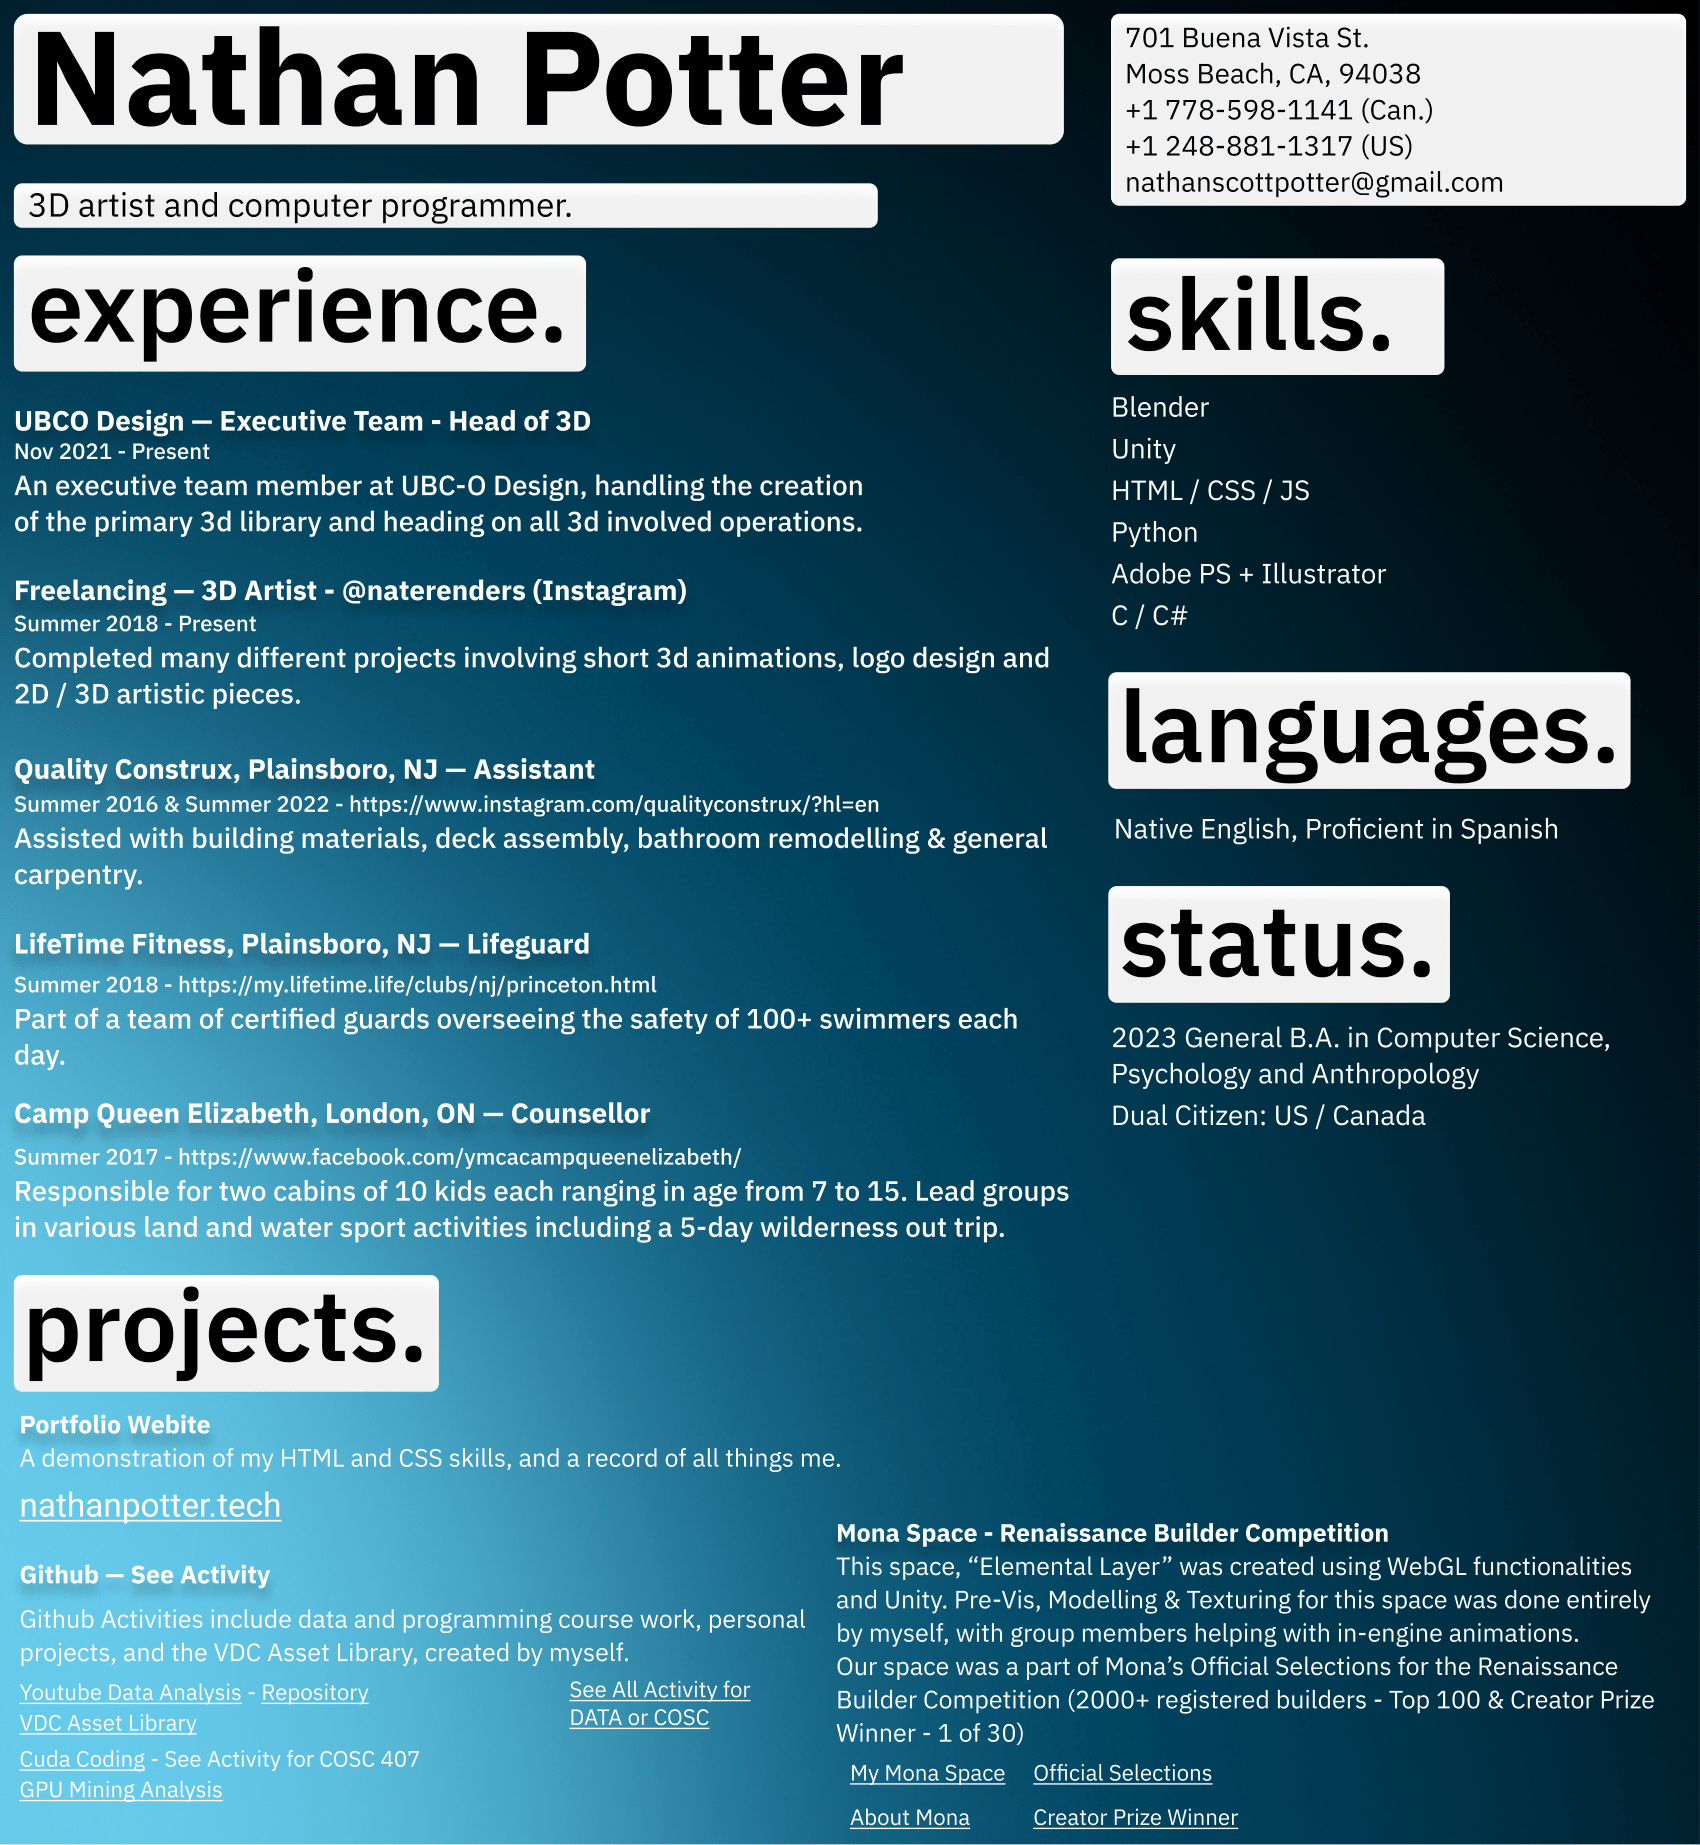 Nathan Potter
701 Buena Vista St.
Moss Beach, CA, 94038
+1 778-598-1141 (Can.)
+1 248-881-1317 (US)
nathanscottpotter@gmail.com
3D artist and computer programmer.
experience.
UBCO Design — Executive Team - Head of 3D
Nov 2021 - Present
An executive team member at UBC-O Design, handling the creation
of the primary 3d library and heading on all 3d involved operations.
Freelancing — 3D Artist - @naterenders (Instagram)
Summer 2018 - Present
Completed many different projects involving short 3d animations, logo design and
2D / 3D artistic pieces.
Quality Construx, Plainsboro, NJ — Assistant
Summer 2016 & Summer 2022 - https://www.instagram.com/qualityconstrux/?hl=en
Assisted with building materials, deck assembly, bathroom remodelling & general
carpentry.
LifeTime Fitness, Plainsboro, NJ — Lifeguard
Summer 2018 - https://my.lifetime.life/clubs/nj/princeton.html
Part of a team of certified guards overseeing the safety of 100+ swimmers each
day.
Camp Queen Elizabeth, London, ON — Counsellor
Summer 2017 - https://www.facebook.com/ymcacampqueenelizabeth/
Responsible for two cabins of 10 kids each ranging in age from 7 to 15. Lead groups
in various land and water sport activities including a 5-day wilderness out trip.
skills.
Blender
Unity
HTML / CSS / JS
Python
Adobe PS + Illustrator
C / C#
languages.
Native English, Proficient in Spanish
status.
2023 General B.A. in Computer Science,
Psychology and Anthropology
Dual Citizen: US / Canada
projects.
Portfolio Webite
A demonstration of my HTML and CSS skills, and a record of all things me.
nathanpotter.tech
Github — See Activity
Github Activities include data and programming course work, personal
projects, and the VDC Asset Library, created by myself.
Youtube Data Analysis - Repository
VDC Asset Library
Cuda Coding - See Activity for COSC 407
GPU Mining Analysis
See All Activity for
DATA or COSC
Mona Space - Renaissance Builder Competition
This space, “Elemental Layer” was created using WebGL functionalities
and Unity. Pre-Vis, Modelling & Texturing for this space was done entirely
by myself, with group members helping with in-engine animations.
Our space was a part of Mona’s Official Selections for the Renaissance
Builder Competition (2000+ registered builders - Top 100 & Creator Prize
Winner - 1 of 30)
My Mona Space Official Selections
About Mona Creator Prize Winner